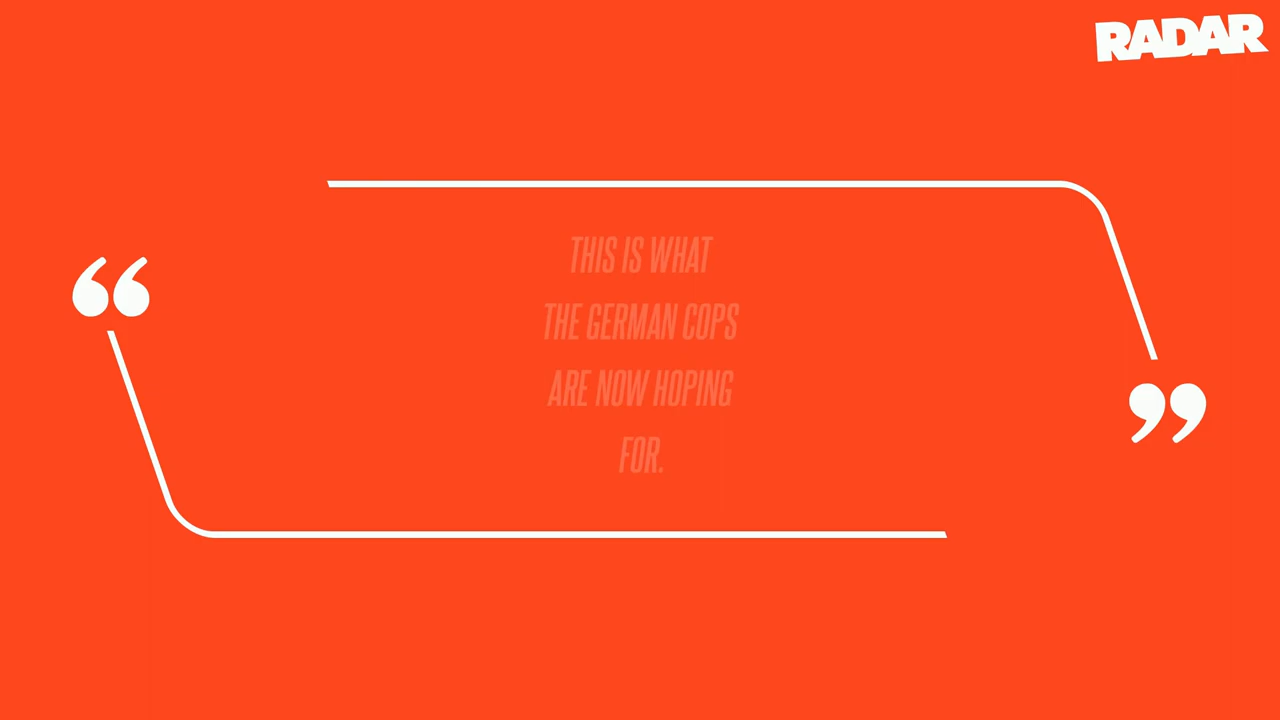 RADAR
THIS IS WHAT
THE GERMAN COPS
ARE NOW HOPING
FOR.